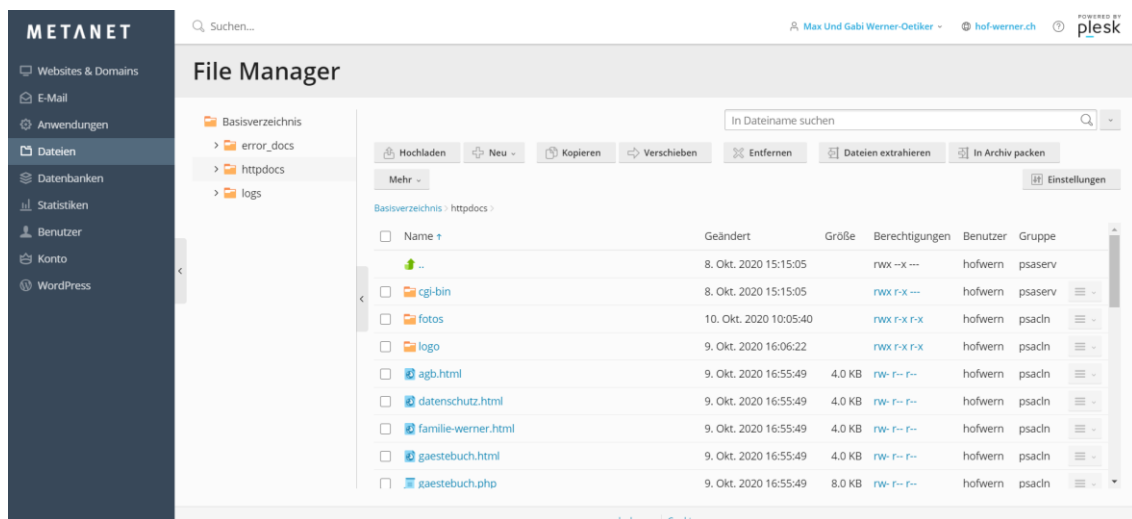 METANET
Suchen...
Max Und Gabi Werner-Oetiker
hof-werner.ch
POWERED BY
plesk
Websites & Domains
E-Mail
Anwendungen
Dateien
Datenbanken
Statistiken
Benutzer
Konto
WordPress
File Manager
Basisverzeichnis
error_docs
httpdocs
logs
In Dateiname suchen
Hochladen Neu Kopieren Verschieben Entfernen Dateien extrahieren In Archiv packen
Mehr Einstellungen
Basisverzeichnis > httpdocs >
Name ↑ Geändert Größe Berechtigungen Benutzer Gruppe
.. 8. Okt. 2020 15:15:05 rwx --x --- hofwern psaserv
cgi-bin 8. Okt. 2020 15:15:05 rwx r-x --- hofwern psaserv
fotos 10. Okt. 2020 10:05:40 rwx r-x r-x hofwern psacln
logo 9. Okt. 2020 16:06:22 rwx r-x r-x hofwern psacln
agb.html 9. Okt. 2020 16:55:49 4.0 KB rw- r-- r-- hofwern psacln
datenschutz.html 9. Okt. 2020 16:55:49 4.0 KB rw- r-- r-- hofwern psacln
familie-werner.html 9. Okt. 2020 16:55:49 4.0 KB rw- r-- r-- hofwern psacln
gaestebuch.html 9. Okt. 2020 16:55:49 4.0 KB rw- r-- r-- hofwern psacln
gaestebuch.php 9. Okt. 2020 16:55:49 8.0 KB rw- r-- r-- hofwern psacln